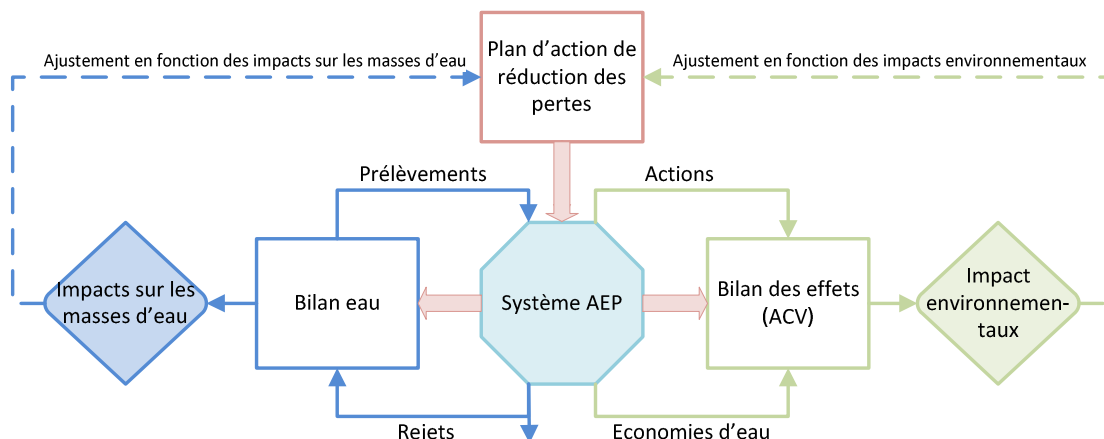 Plan d'action de
réduction des
pertes
Ajustement en fonction des impacts sur les masses d'eau
Ajustement en fonction des impacts environnementaux
Prélèvements
Actions
Impacts sur les
masses d'eau
Bilan eau
Système AEP
Bilan des effets
(ACV)
Impact
environnemen-
taux
Rejets
Economies d'eau